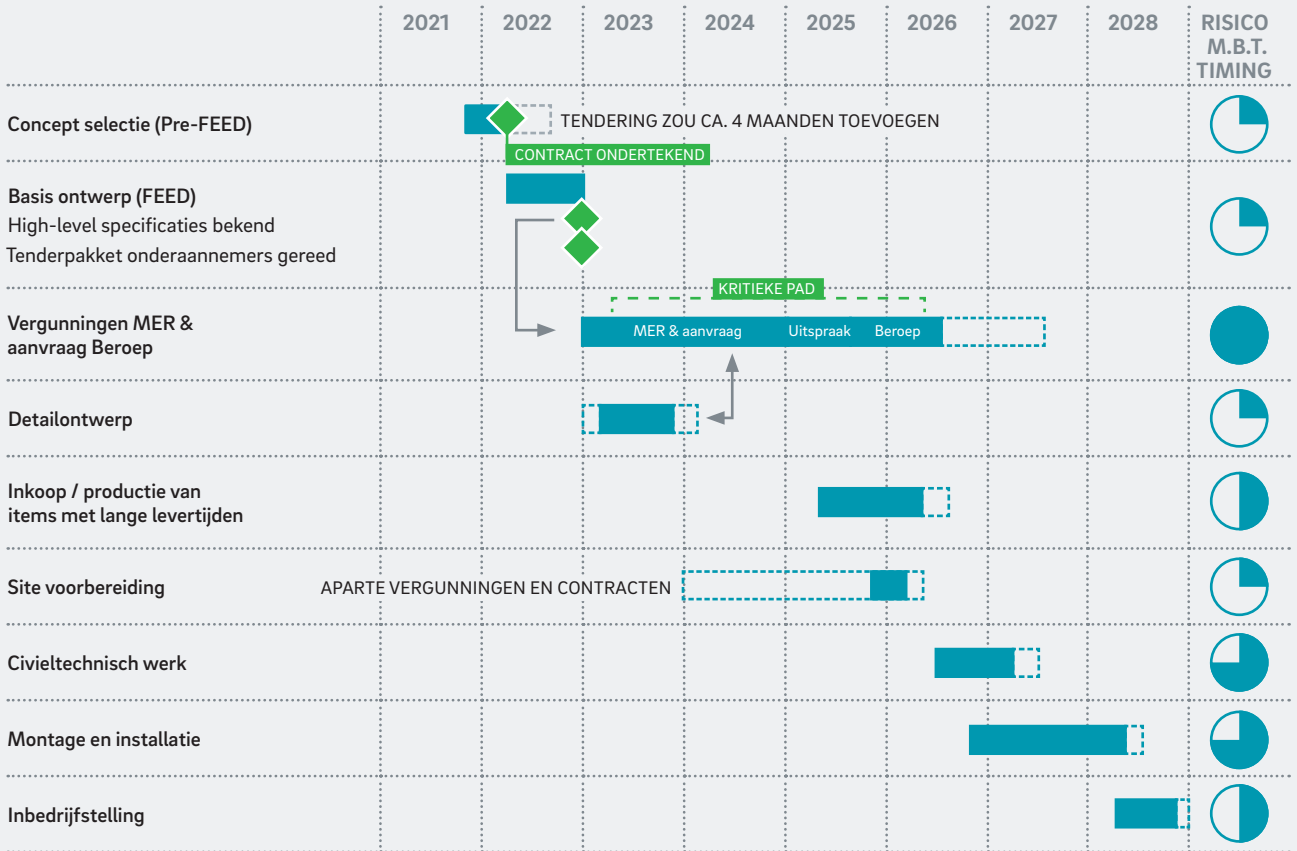 2021 2022 2023 2024 2025 2026 2027 2028 RISICO
M.B.T.
TIMING
Concept selectie (Pre-FEED)
TENDERING ZOU CA. 4 MAANDEN TOEVOEGEN
CONTRACT ONDERTEKEND
Basis ontwerp (FEED)
High-level specificaties bekend
Tenderpakket onderaannemers gereed
KRITIEKE PAD
Vergunningen MER &
aanvraag Beroep
MER & aanvraag Uitspraak Beroep
Detailontwerp
Inkoop / productie van
items met lange levertijden
Site voorbereiding
APARTE VERGUNNINGEN EN CONTRACTEN
Civieltechnisch werk
Montage en installatie
Inbedrijfstelling